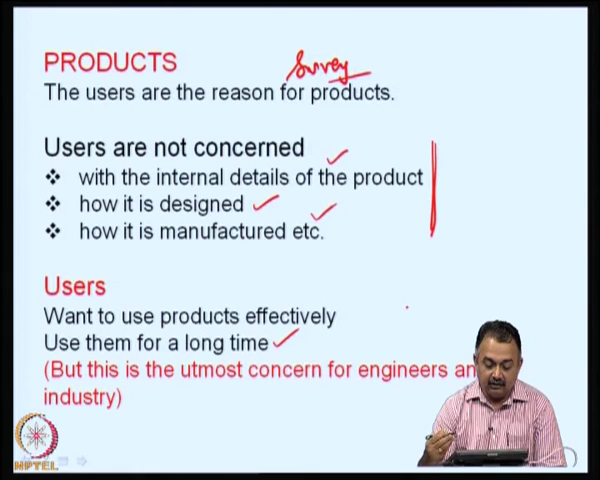 PRODUCTS
Survey
The users are the reason for products.
Users are not concerned
❖ with the internal details of the product
❖ how it is designed
❖ how it is manufactured etc.
Users
Want to use products effectively
Use them for a long time
(But this is the utmost concern for engineers an
industry)
NPTEL